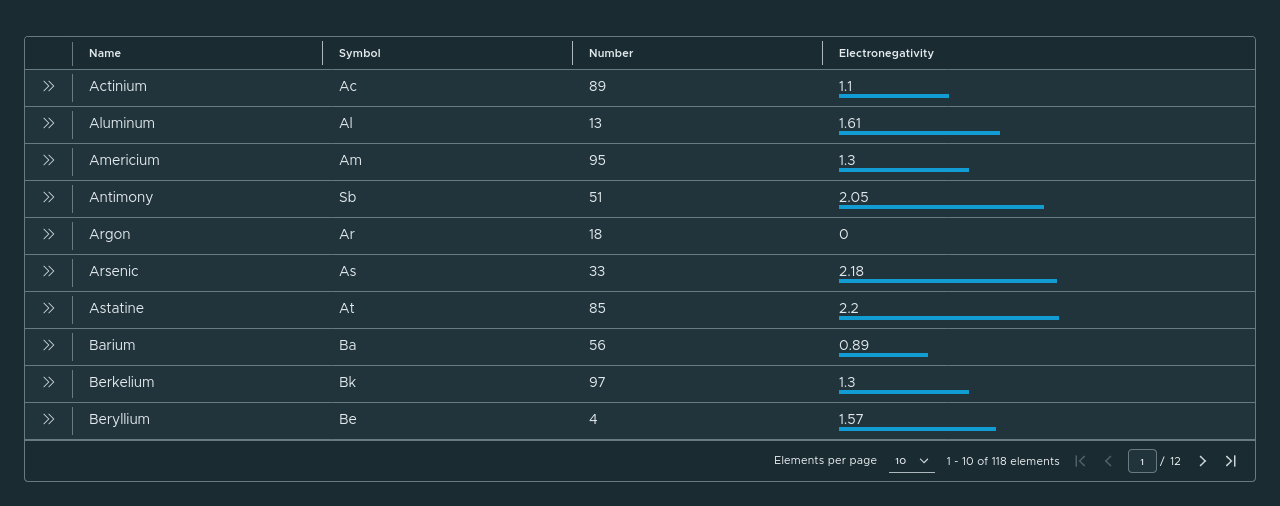 Name Symbol Number Electronegativity
Actinium Ac 89 1.1
Aluminum Al 13 1.61
Americium Am 95 1.3
Antimony Sb 51 2.05
Argon Ar 18 0
Arsenic As 33 2.18
Astatine At 85 2.2
Barium Ba 56 0.89
Berkelium Bk 97 1.3
Beryllium Be 4 1.57
Elements per page 10 1 - 10 of 118 elements 1 / 12